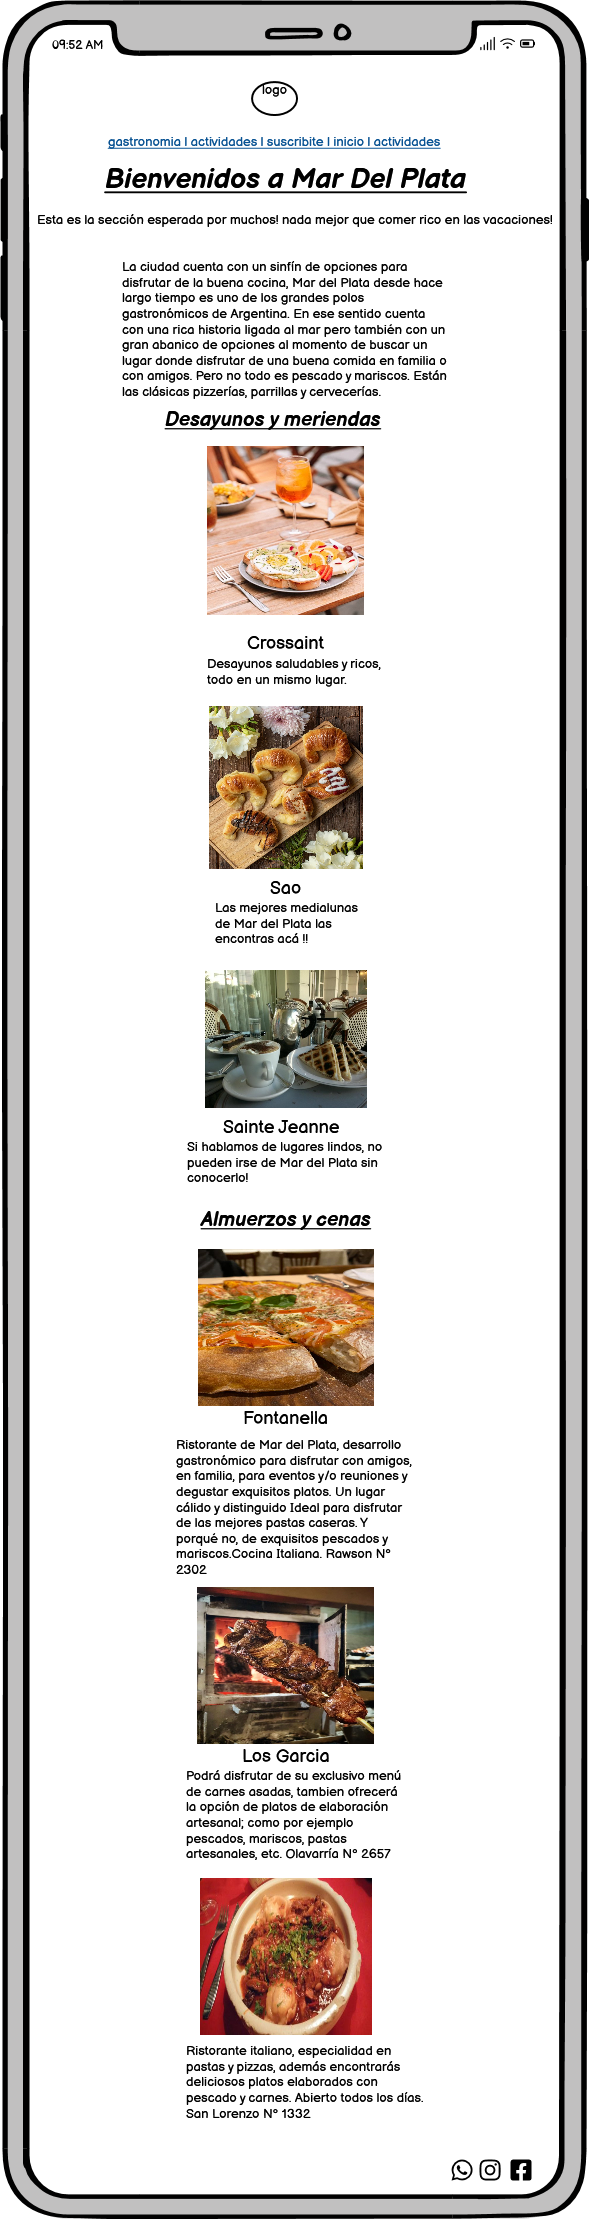 09:52 AM
logo
gastronomia | actividades | suscribite | inicio | actividades
Bienvenidos a Mar Del Plata
Esta es la sección esperada por muchos! nada mejor que comer rico en las vacaciones!
La ciudad cuenta con un sinfín de opciones para
disfrutar de la buena cocina, Mar del Plata desde hace
largo tiempo es uno de los grandes polos
gastronómicos de Argentina. En ese sentido cuenta
con una rica historia ligada al mar pero también con un
gran abanico de opciones al momento de buscar un
lugar donde disfrutar de una buena comida en familia o
con amigos. Pero no todo es pescado y mariscos. Están
las clásicas pizzerías, parrillas y cervecerías.
Desayunos y meriendas
Crossaint
Desayunos saludables y ricos,
todo en un mismo lugar.
Sao
Las mejores medialunas
de Mar del Plata las
encontras acá !!
Sainte Jeanne
Si hablamos de lugares lindos, no
pueden irse de Mar del Plata sin
conocerlo!
Almuerzos y cenas
Fontanella
Ristorante de Mar del Plata, desarrollo
gastronómico para disfrutar con amigos,
en familia, para eventos y/o reuniones y
degustar exquisitos platos. Un lugar
cálido y distinguido Ideal para disfrutar
de las mejores pastas caseras. Y
porqué no, de exquisitos pescados y
mariscos.Cocina Italiana. Rawson N°
2302
Los Garcia
Podrá disfrutar de su exclusivo menú
de carnes asadas, tambien ofrecerá
la opción de platos de elaboración
artesanal; como por ejemplo
pescados, mariscos, pastas
artesanales, etc. Olavarría N° 2657
Ristorante italiano, especialidad en
pastas y pizzas, además encontrarás
deliciosos platos elaborados con
pescado y carnes. Abierto todos los días.
San Lorenzo N° 1332